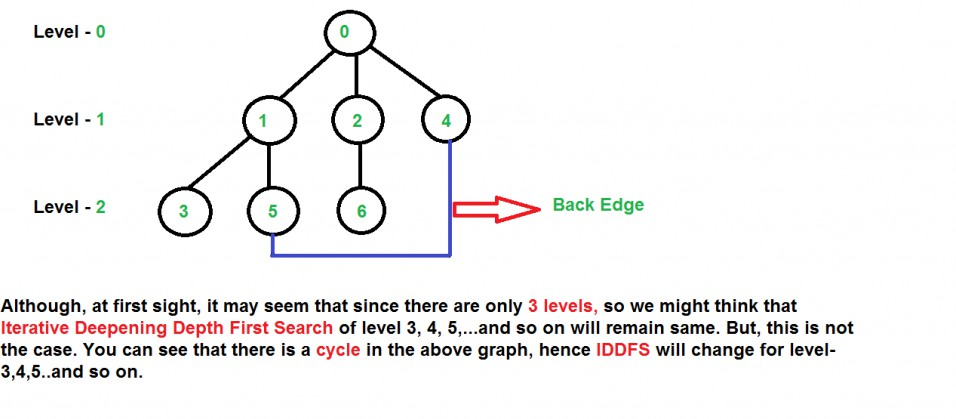 Level - 0
0
Level - 1
1
2
4
Level - 2
3
5
6
Back Edge
Although, at first sight, it may seem that since there are only 3 levels, so we might think that
Iterative Deepening Depth First Search of level 3, 4, 5,...and so on will remain same. But, this is not
the case. You can see that there is a cycle in the above graph, hence IDDFS will change for level-
3,4,5..and so on.